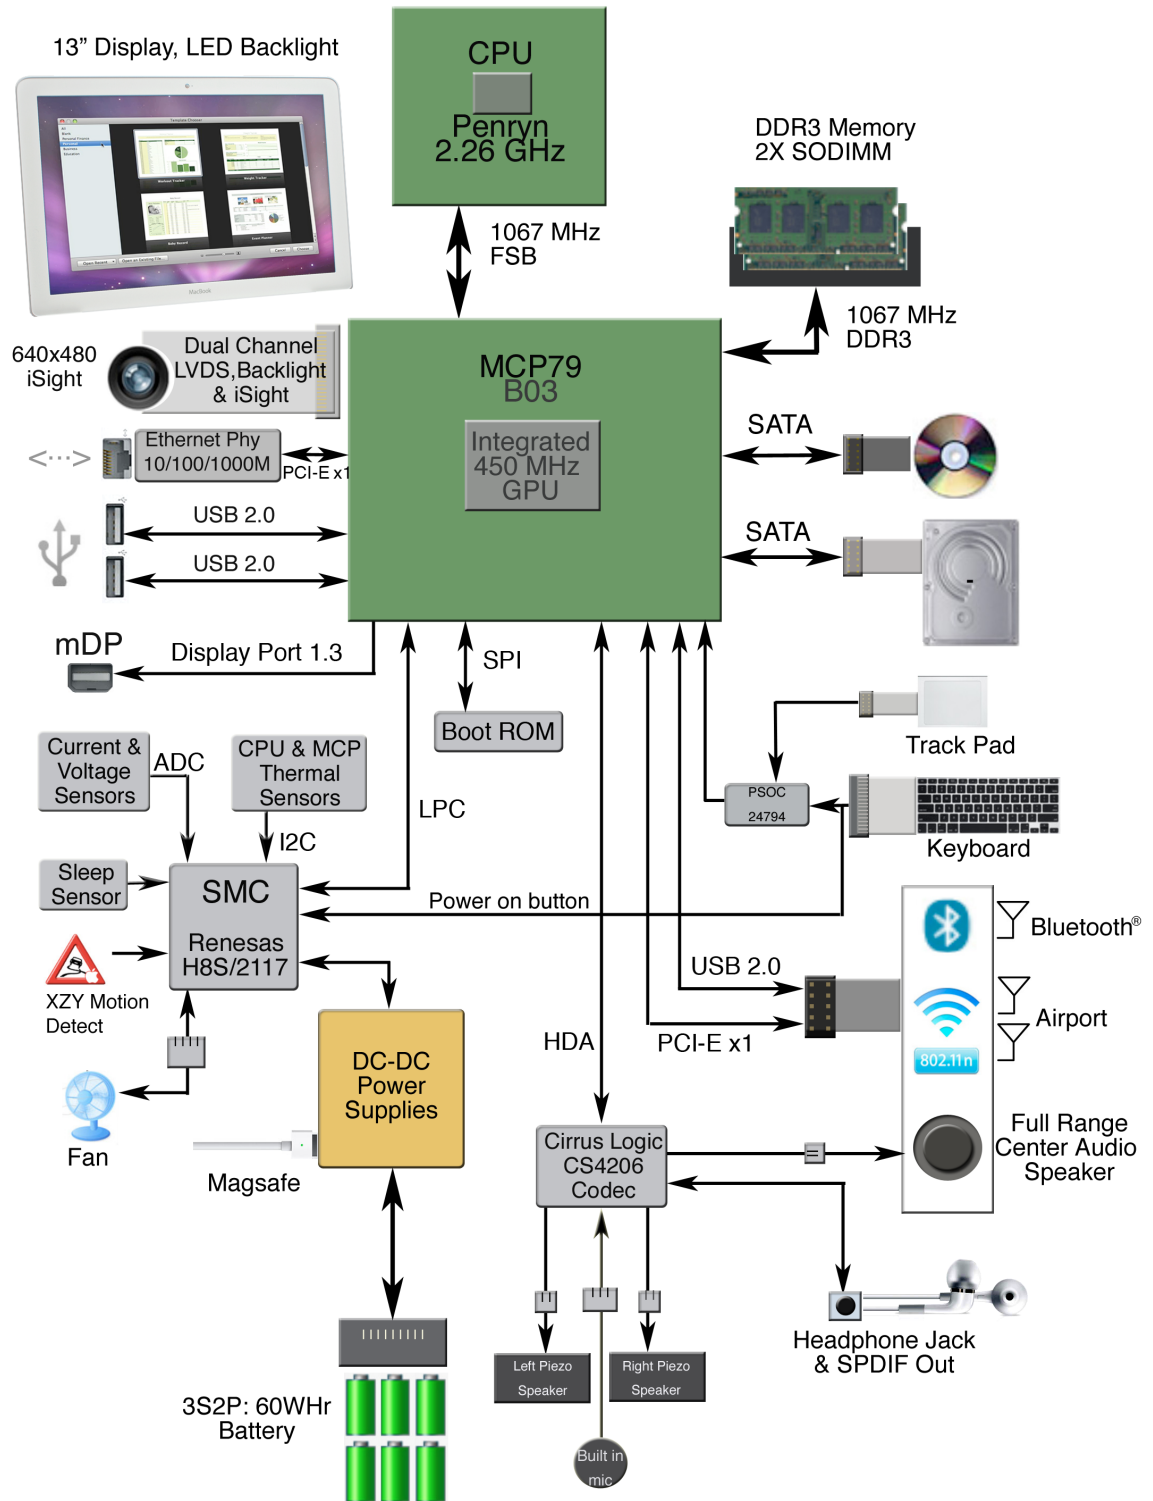 13” Display, LED Backlight
CPU
Penryn
2.26 GHz
DDR3 Memory
2X SODIMM
1067 MHz
FSB
1067 MHz
DDR3
MacBook
640x480
iSight
Dual Channel
LVDS,Backlight
& iSight
MCP79
B03
Integrated
450 MHz
GPU
Ethernet Phy
10/100/1000M
<···>
PCI-E x1
SATA
USB 2.0
USB 2.0
SATA
mDP
Display Port 1.3
SPI
Boot ROM
Track Pad
Current &
Voltage
Sensors
ADC
CPU & MCP
Thermal
Sensors
I2C
LPC
PSOC
24794
Keyboard
Sleep
Sensor
SMC
Renesas
H8S/2117
Power on button
XZY Motion
Detect
Fan
DC-DC
Power
Supplies
Magsafe
3S2P: 60WHr
Battery
USB 2.0
PCI-E x1
HDA
Bluetooth®
Airport
802.11n
Full Range
Center Audio
Speaker
Cirrus Logic
CS4206
Codec
Headphone Jack
& SPDIF Out
Left Piezo
Speaker
Right Piezo
Speaker
Built in
mic